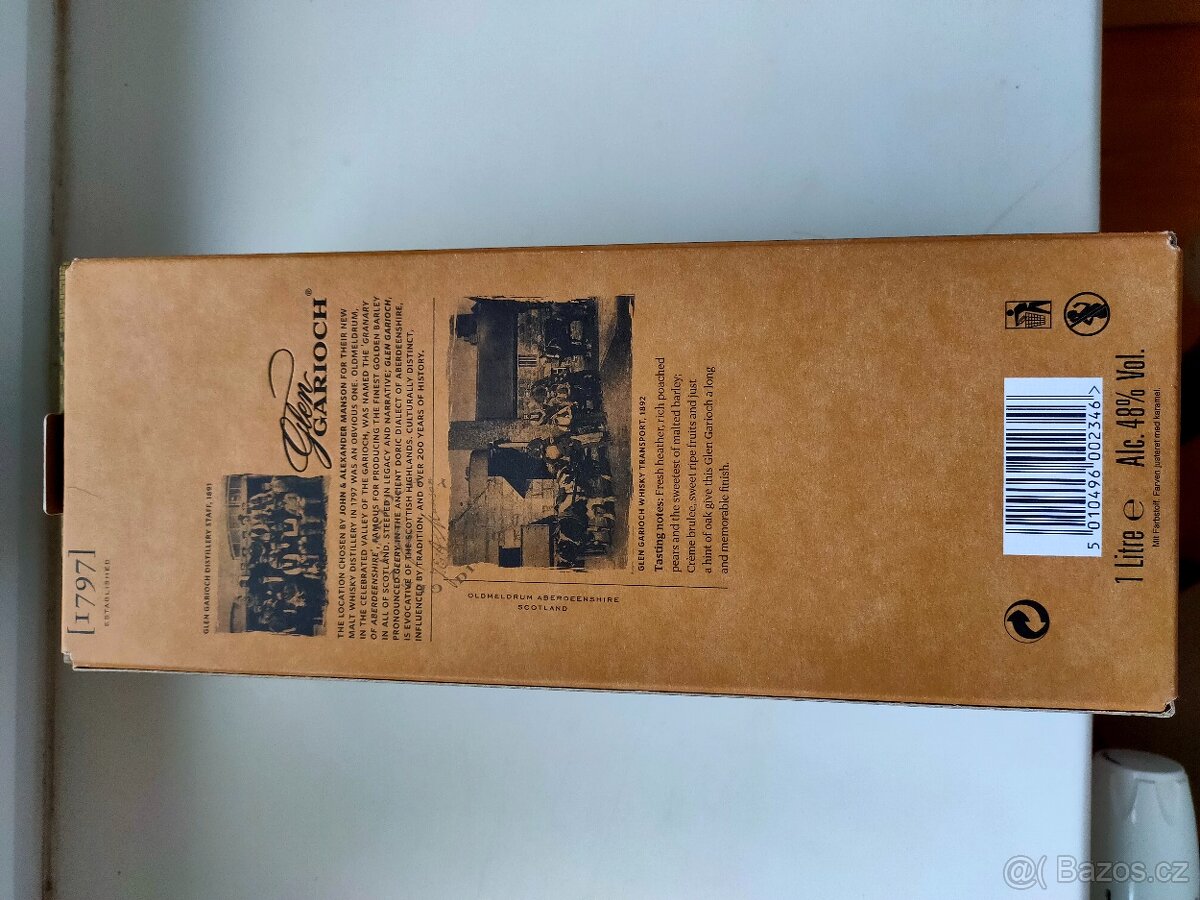 [1797]
ESTABLISHED
GLEN GARIOCH DISTILLERY STAFF, 1891
Glen
GARIOCH®
THE LOCATION CHOSEN BY JOHN & ALEXANDER MANSON FOR THEIR NEW
MALT WHISKY DISTILLERY IN 1797 WAS AN OBVIOUS ONE. OLDMELDRUM,
IN THE CELEBRATED VALLEY OF THE GARIOCH, WAS NAMED THE 'GRANARY
OF ABERDEENSHIRE', FAMOUS FOR PRODUCING THE FINEST GOLDEN BARLEY
IN ALL OF SCOTLAND. STEEPED IN LEGACY AND NARRATIVE; GLEN GARIOCH,
PRONOUNCED GEERY IN THE ANCIENT DORIC DIALECT OF ABERDEENSHIRE,
IS EVOCATIVE OF THE SCOTTISH HIGHLANDS. CULTURALLY DISTINCT,
INFLUENCED BY TRADITION, AND OVER 200 YEARS OF HISTORY.
OLDMELDRUM ABERDEENSHIRE
SCOTLAND
GLEN GARIOCH WHISKY TRANSPORT, 1892
Tasting notes: Fresh heather, rich poached
pears and the sweetest of malted barley;
Crème brulee, sweet ripe fruits and just
a hint of oak give this Glen Garioch a long
and memorable finish.
5 010496 002346 >
1 Litre e Alc. 48% Vol.
Mit Farbstoff. Farven justeret med karamel.
@( Bazos.cz